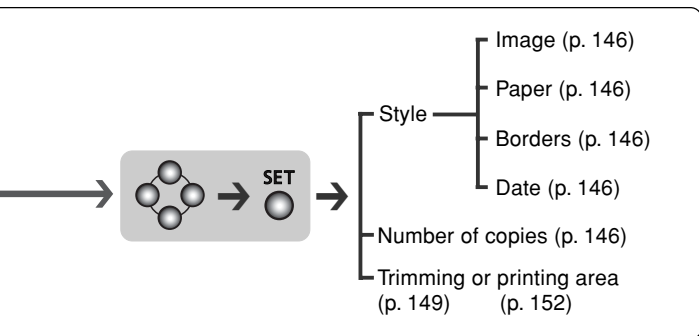 Image (p. 146)
Paper (p. 146)
Style
Borders (p. 146)
SET
Date (p. 146)
Number of copies (p. 146)
Trimming or printing area
(p. 149) (p. 152)